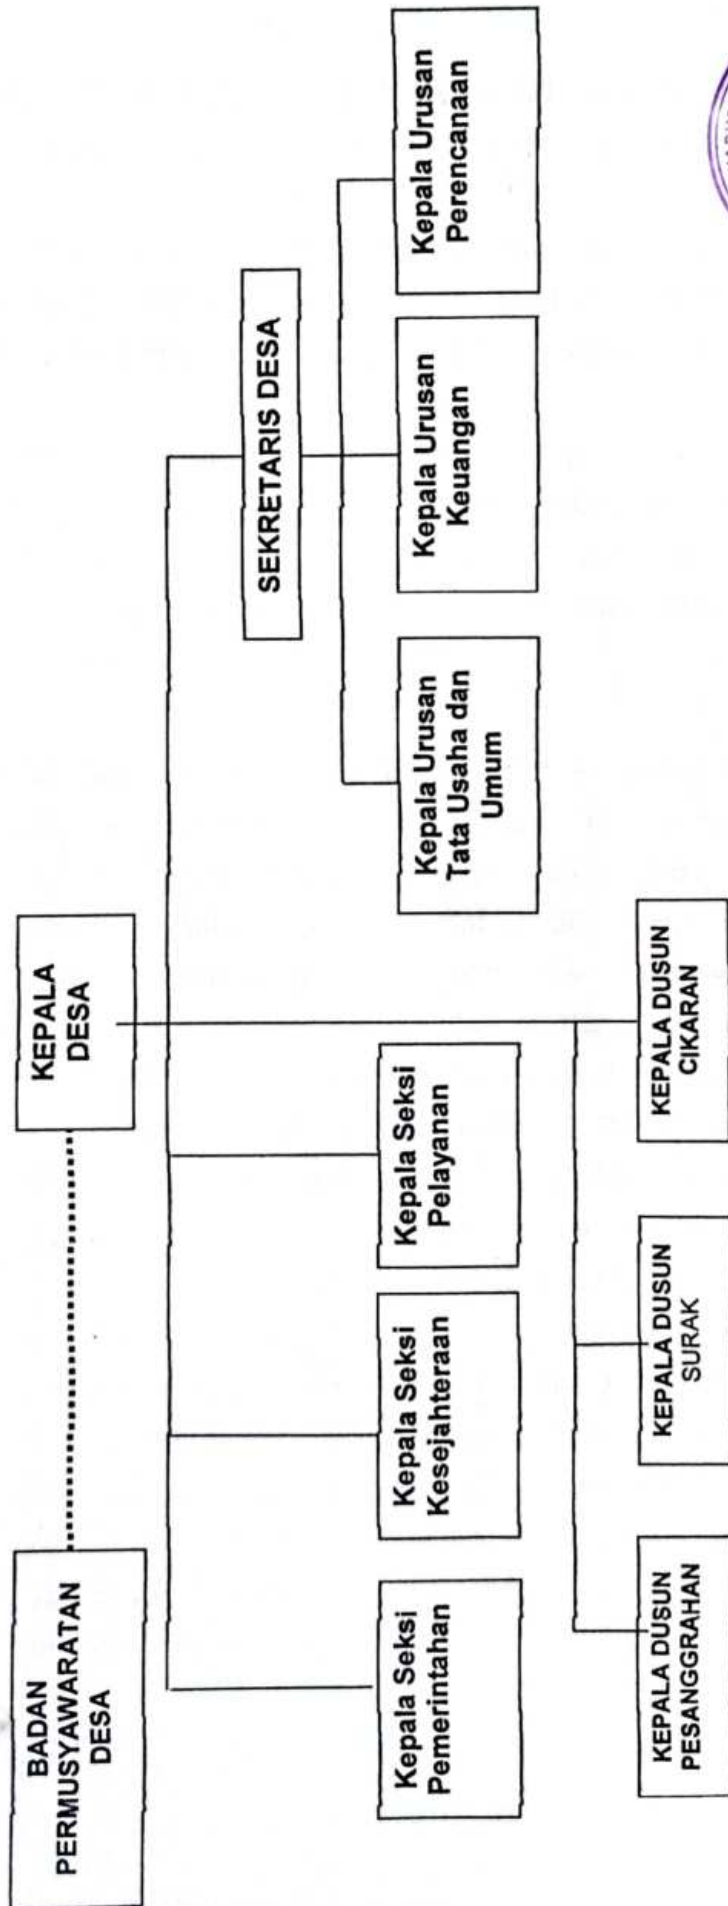 BADAN
PERMUSYAWARATAN
DESA
KEPALA
DESA
SEKRETARIS DESA
Kepala Seksi
Pemerintahan
Kepala Seksi
Kesejahteraan
Kepala Seksi
Pelayanan
Kepala Urusan
Tata Usaha dan
Umum
Kepala Urusan
Keuangan
Kepala Urusan
Perencanaan
KEPALA DUSUN
PESANGGRAHAN
KEPALA DUSUN
SURAK
KEPALA DUSUN
CIKARAN